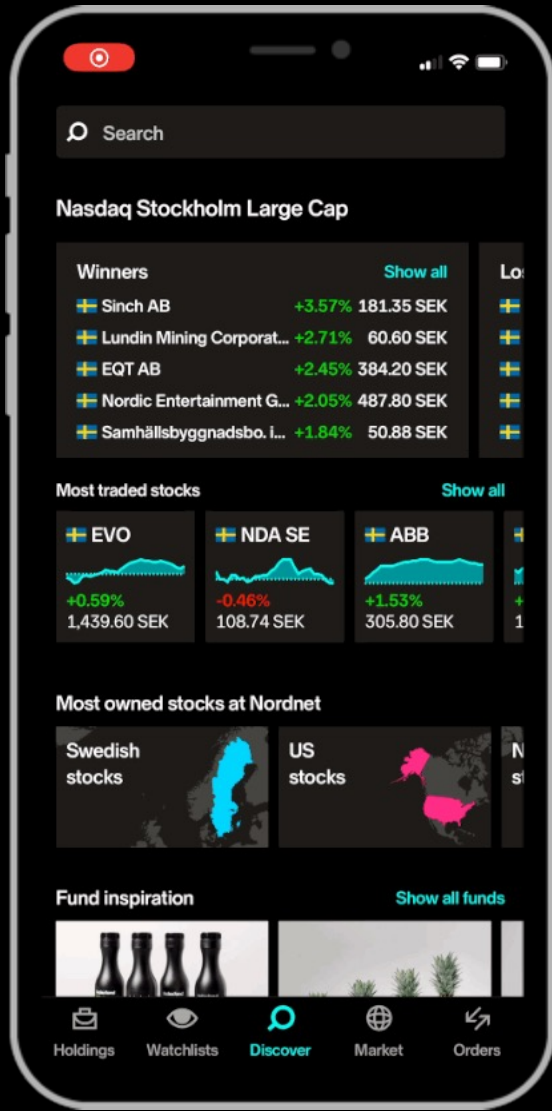 Search
Nasdaq Stockholm Large Cap
Winners Show all
Sinch AB +3.57% 181.35 SEK
Lundin Mining Corporat... +2.71% 60.60 SEK
EQT AB +2.45% 384.20 SEK
Nordic Entertainment G... +2.05% 487.80 SEK
Samhällsbyggnadsbo. i... +1.84% 50.88 SEK
Most traded stocks Show all
EVO
+0.59%
1,439.60 SEK
NDA SE
-0.46%
108.74 SEK
ABB
+1.53%
305.80 SEK
Most owned stocks at Nordnet
Swedish
stocks
US
stocks
Fund inspiration Show all funds
Holdings Watchlists Discover Market Orders